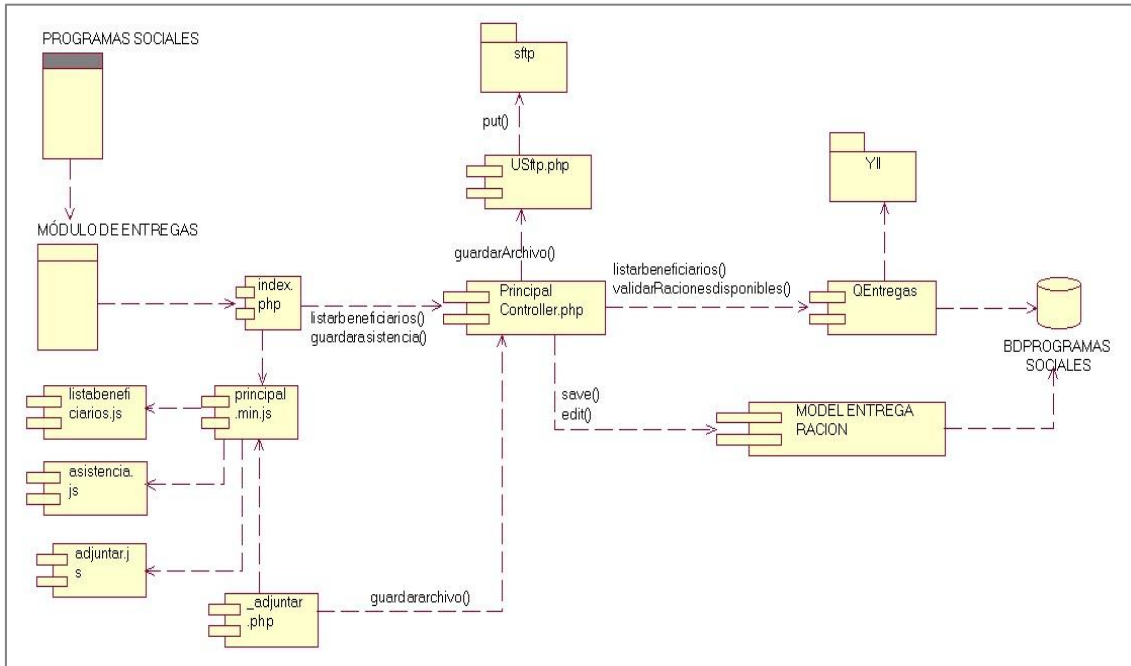 PROGRAMAS SOCIALES
sftp
put()
USftp.php
YII
MÓDULO DE ENTREGAS
guardarArchivo()
index.
php
listarbeneficiarios()
guardarasistencia()
Principal
Controller.php
listarbeneficiarios()
validarRacionesdisponibles()
QEntregas
BDPROGRAMAS
SOCIALES
listabenefi
ciarios.js
principal
.min.js
save()
edit()
MODEL ENTREGA
RACION
asistencia.
js
adjuntar.j
s
_adjuntar
.php
guardararchivo()